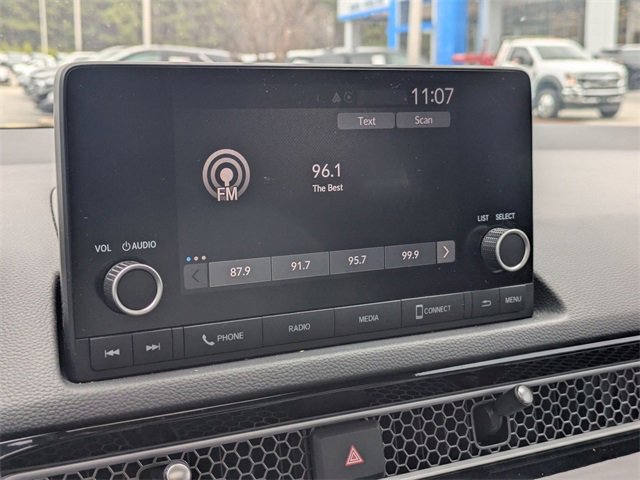 11:07
Text Scan
FM
96.1
The Best
LIST SELECT
VOL AUDIO
87.9 91.7 95.7 99.9
PHONE RADIO MEDIA CONNECT MENU